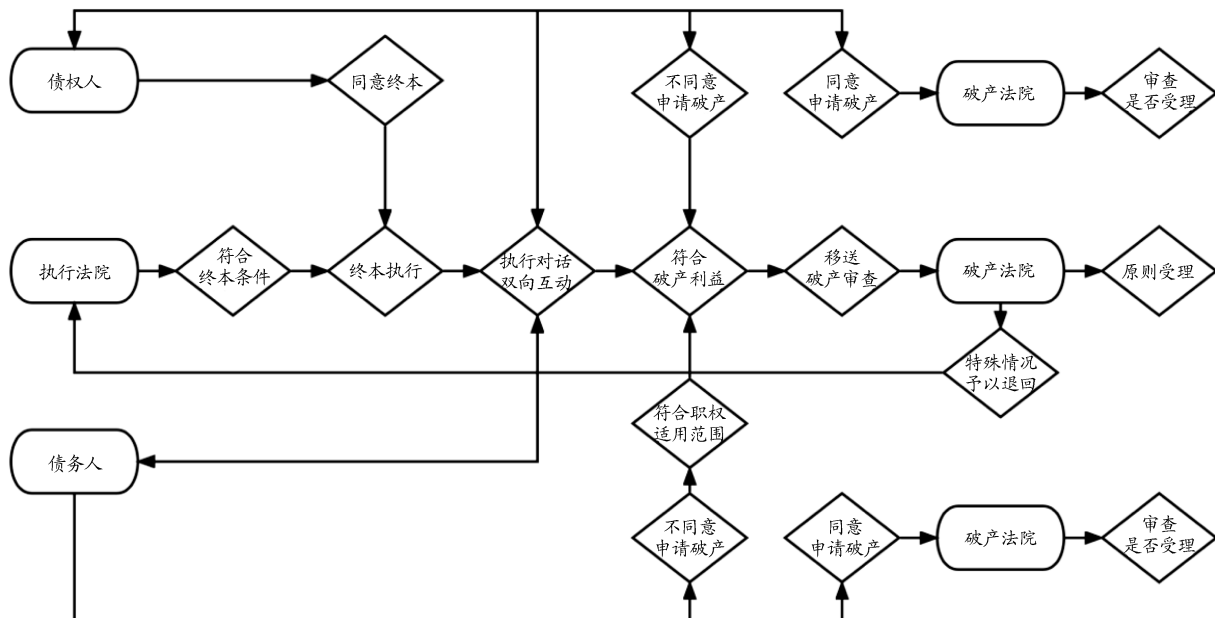 债权人
同意终本
不同意
申请破产
同意
申请破产
破产法院
审查
是否受理
执行法院
符合
终本条件
终本执行
执行对话
双向互动
符合
破产利益
移送
破产审查
破产法院
原则受理
特殊情况
予以退回
符合职权
适用范围
债务人
不同意
申请破产
同意
申请破产
破产法院
审查
是否受理